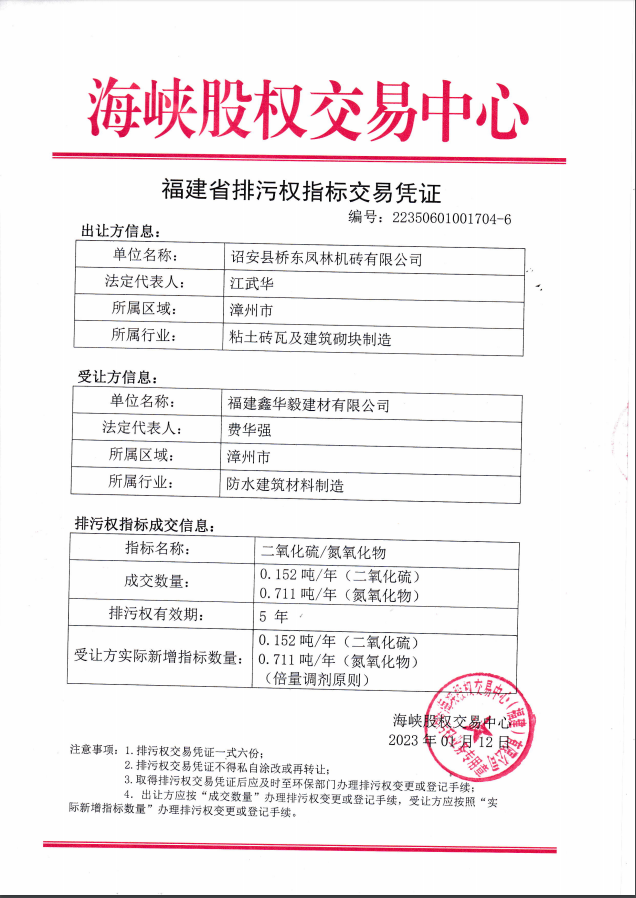 海峡股权交易中心
福建省排污权指标交易凭证
编号：22350601001704-6
出让方信息：
单位名称： 诏安县桥东凤林机砖有限公司
法定代表人： 江武华
所属区域： 漳州市
所属行业： 粘土砖瓦及建筑砌块制造
受让方信息：
单位名称： 福建鑫华毅建材有限公司
法定代表人： 费华强
所属区域： 漳州市
所属行业： 防水建筑材料制造
排污权指标成交信息：
指标名称： 二氧化硫/氮氧化物
成交数量： 0.152 吨/年（二氧化硫）
0.711 吨/年（氮氧化物）
排污权有效期： 5 年
受让方实际新增指标数量： 0.152 吨/年（二氧化硫）
0.711 吨/年（氮氧化物）
（倍量调剂原则）
海峡股权交易中心
2023 年 01 月 12 日
注意事项：1.排污权交易凭证一式六份；
2.排污权交易凭证不得私自涂改或再转让；
3.取得排污权交易凭证后应及时至环保部门办理排污权变更或登记手续；
4．出让方应按“成交数量”办理排污权变更或登记手续，受让方应按照“实
际新增指标数量”办理排污权变更或登记手续。